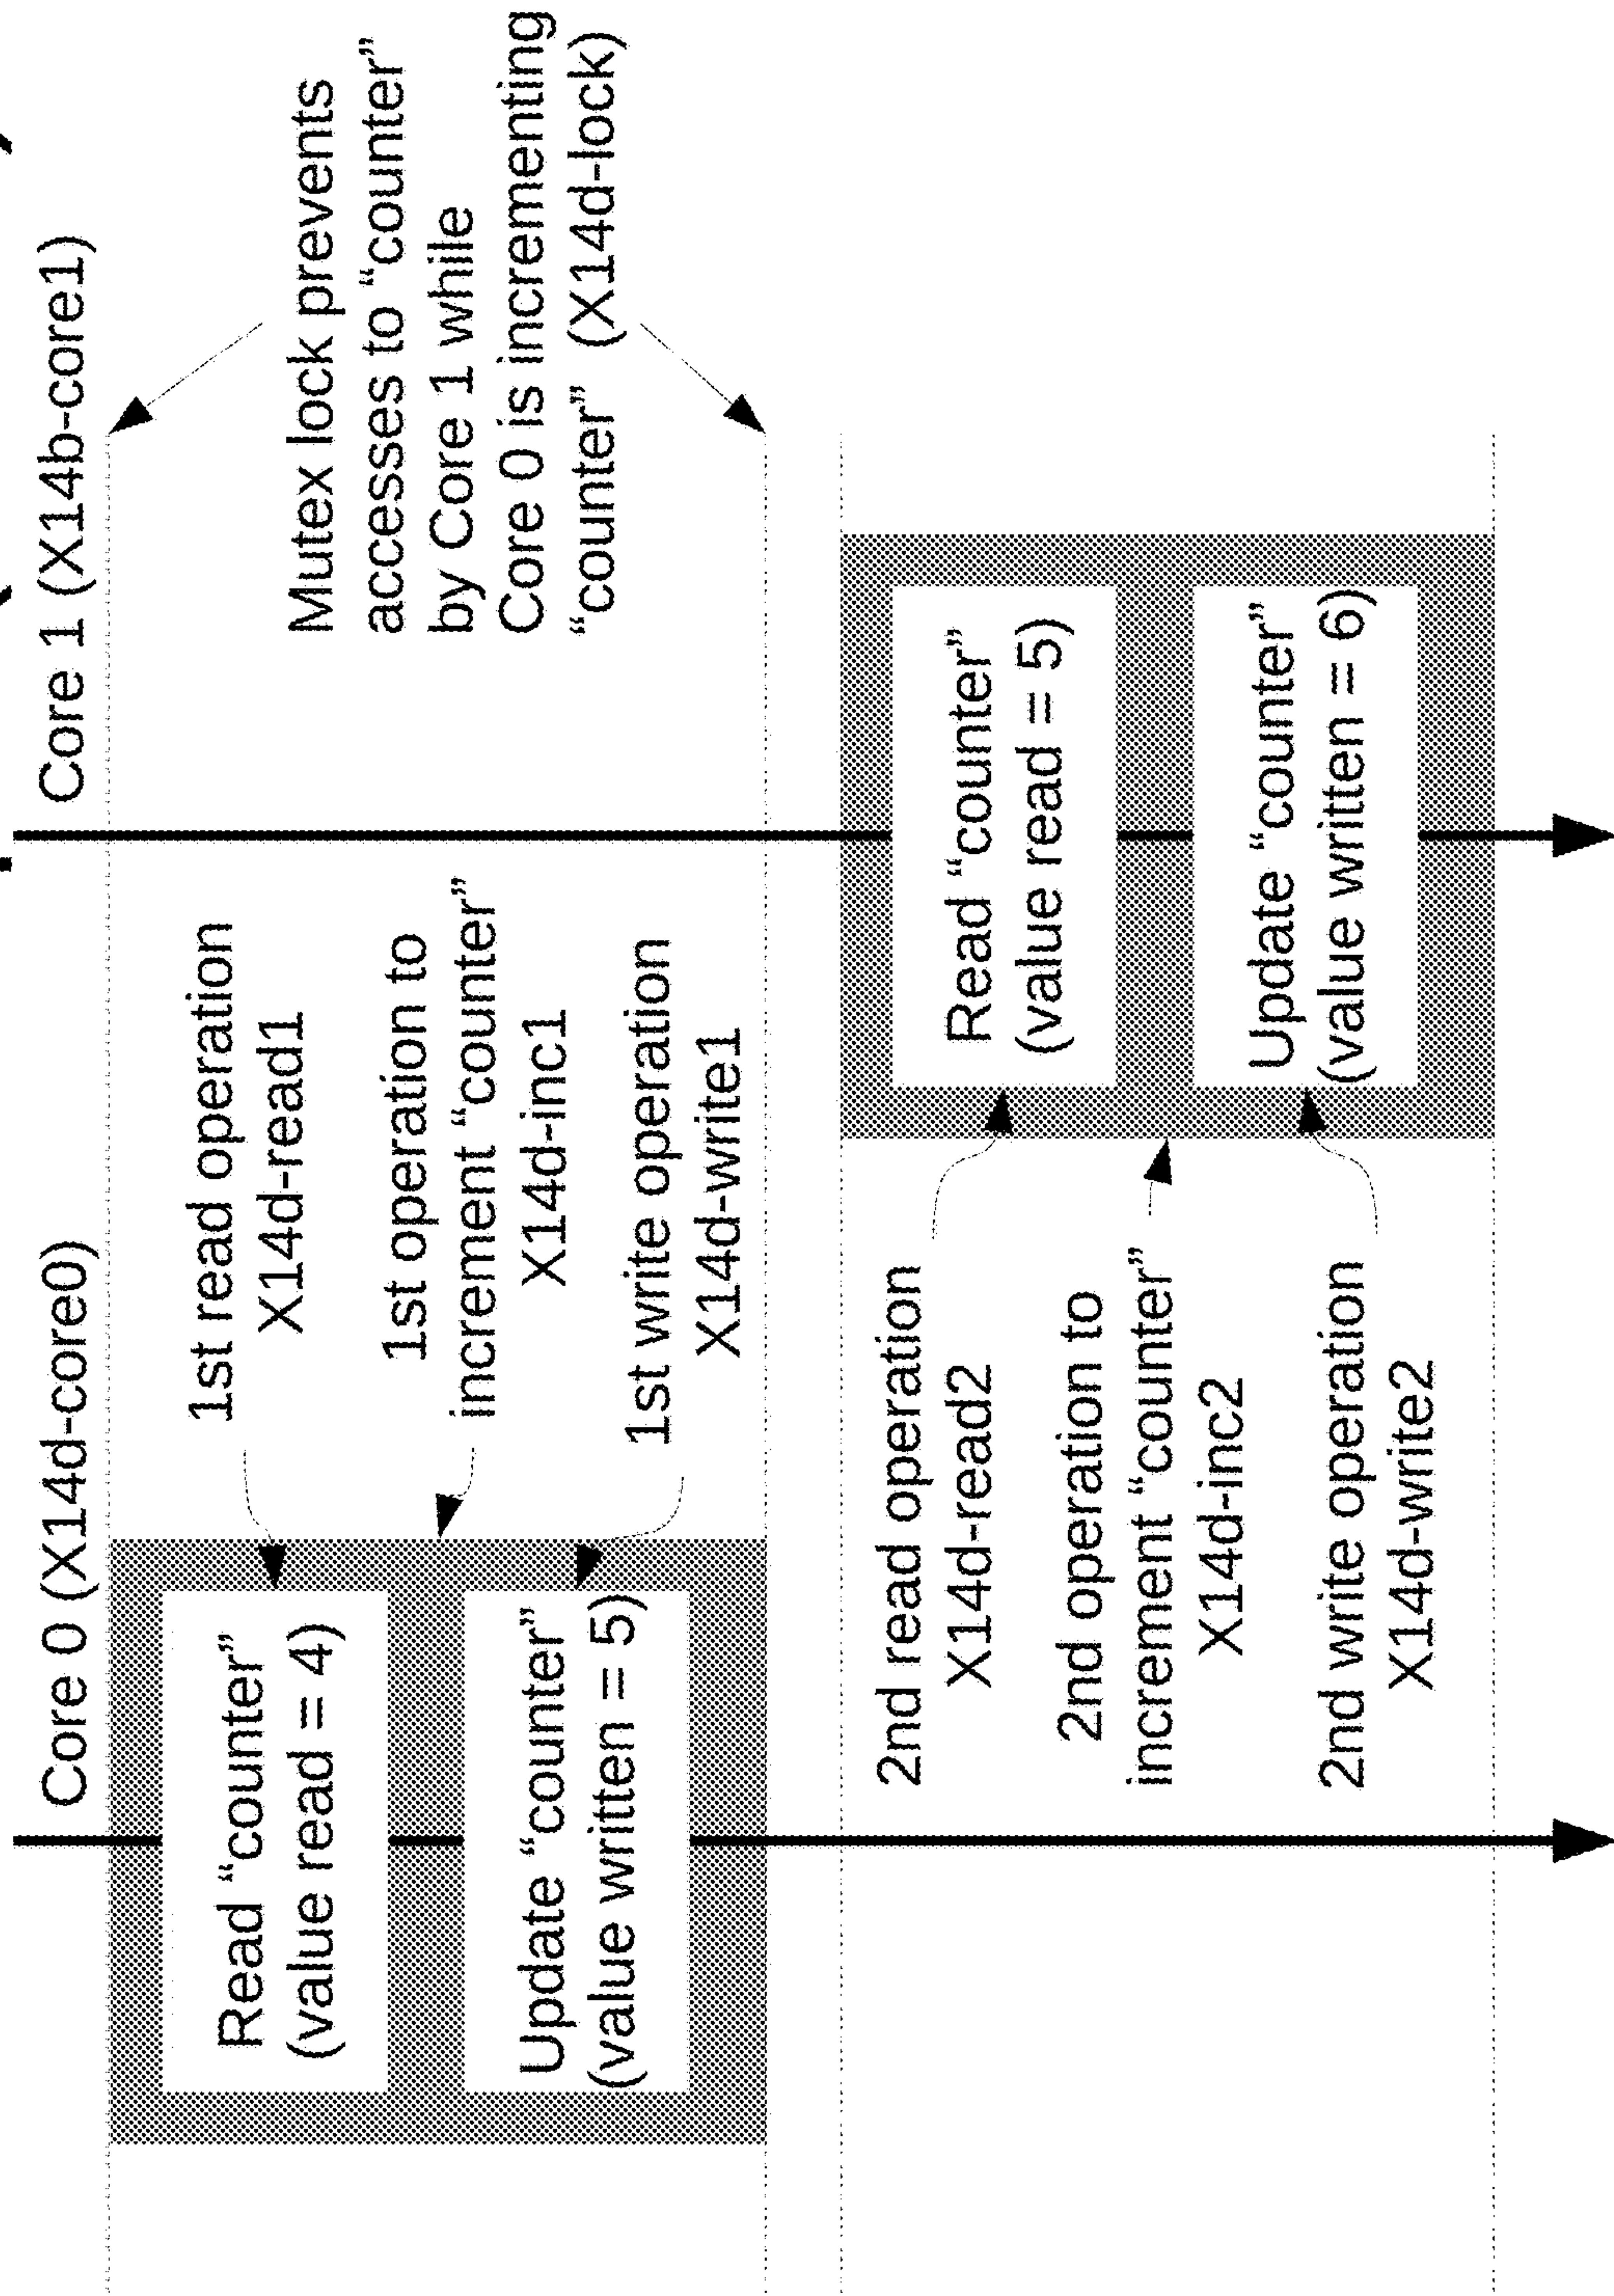 Core 0 (X14d-core0)
Core 1 (X14b-core1)
Read “counter”
(value read = 4)
Update “counter”
(value written = 5)
1st read operation
X14d-read1
1st operation to
increment “counter”
X14d-inc1
1st write operation
X14d-write1
Mutex lock prevents
accesses to “counter”
by Core 1 while
Core 0 is incrementing
“counter” (X14d-lock)
2nd read operation
X14d-read2
2nd operation to
increment “counter”
X14d-inc2
2nd write operation
X14d-write2
Read “counter”
(value read = 5)
Update “counter”
(value written = 6)